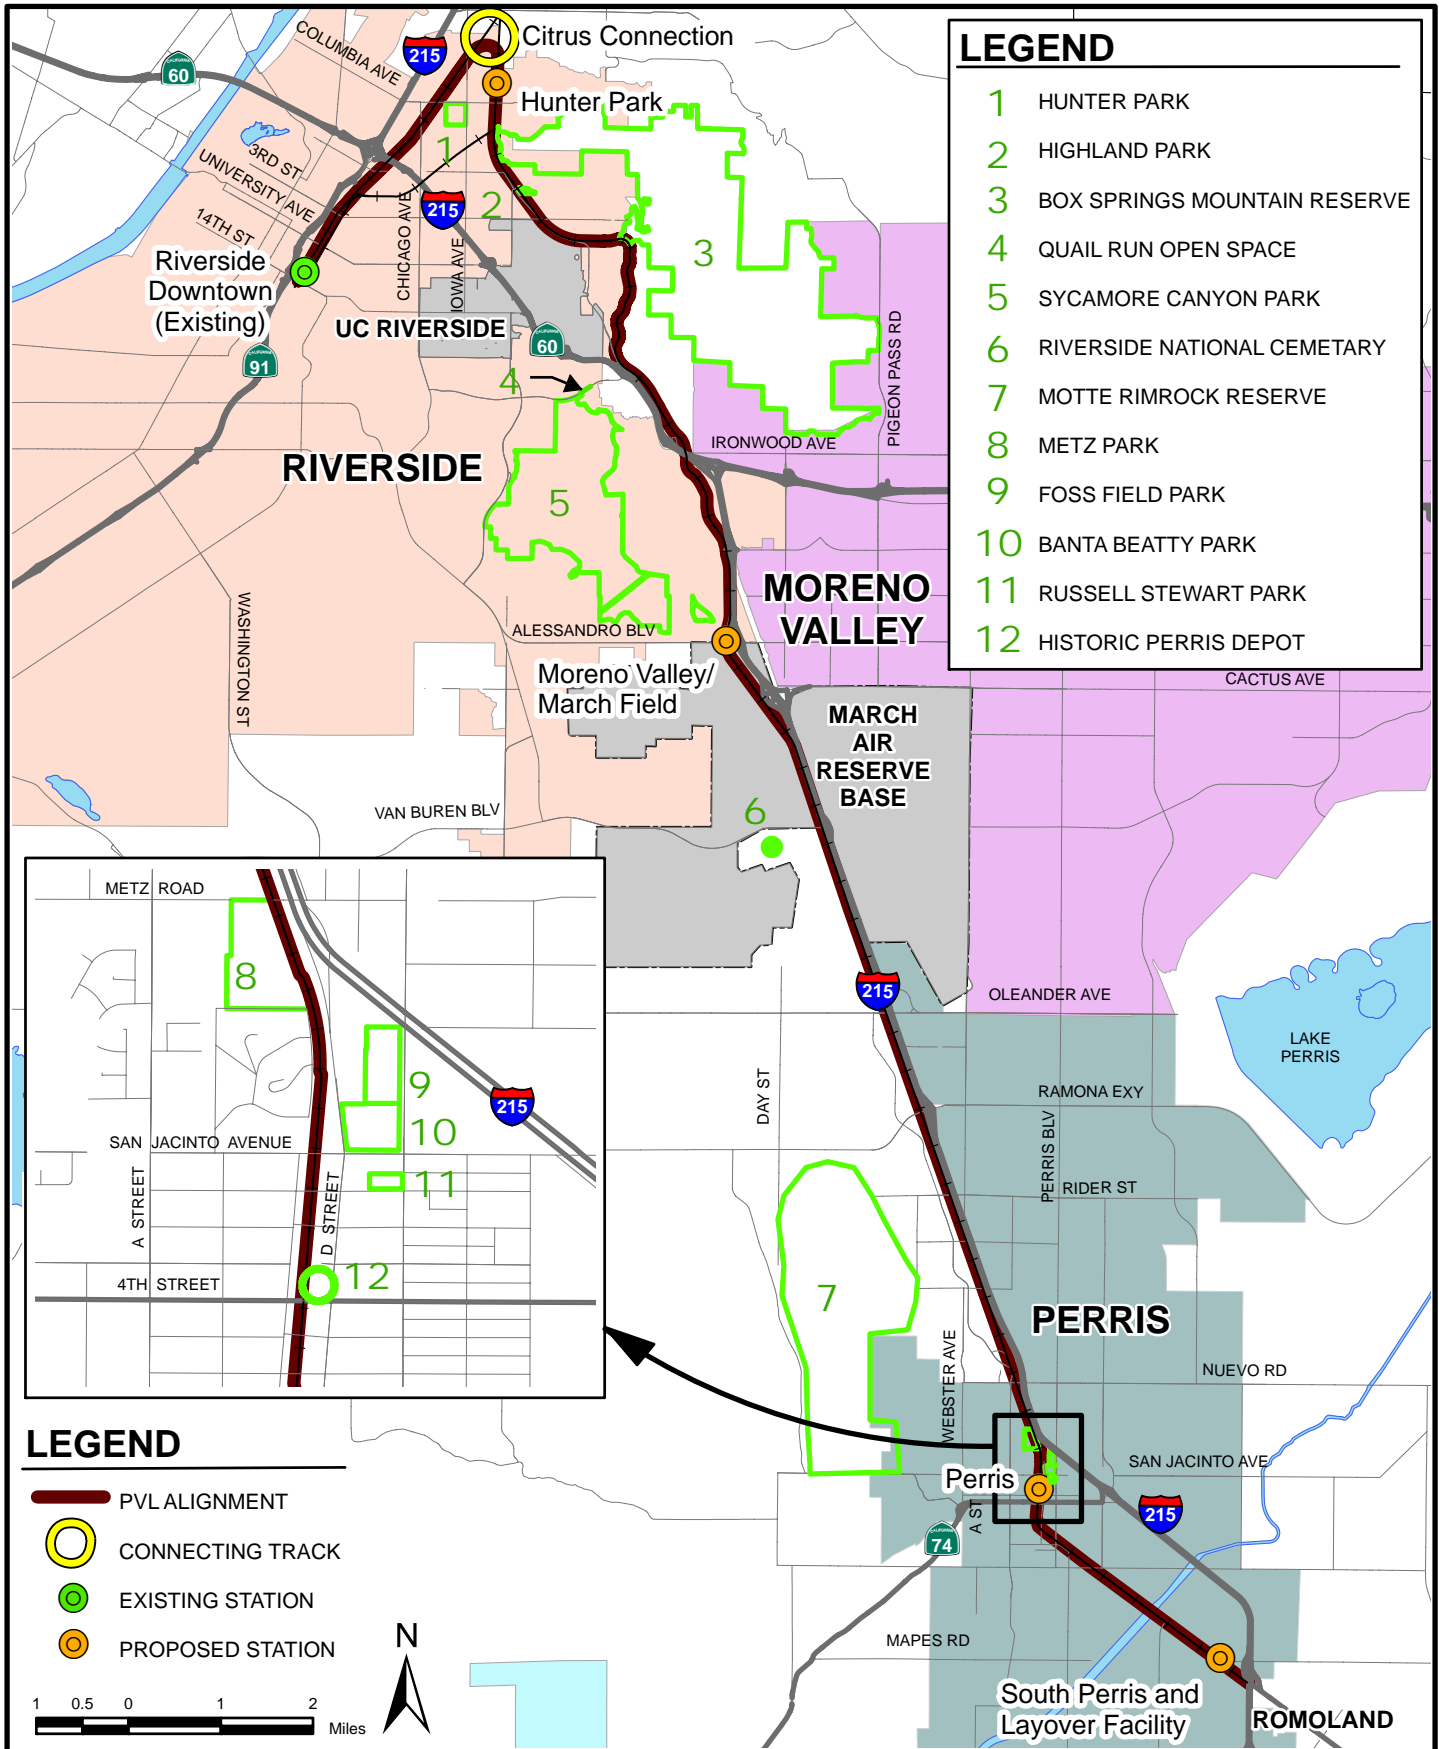 Citrus Connection
COLUMBIA AVE
215
CALIFORNIA
60
Hunter Park
1
3RD ST
UNIVERSITY AVE
14TH ST
CHICAGO AVE
215
IOWA AVE
2
3
Riverside
Downtown
(Existing)
UC RIVERSIDE
CALIFORNIA
60
CALIFORNIA
91
4
PIGEON PASS RD
IRONWOOD AVE
RIVERSIDE
5
MORENO
VALLEY
WASHINGTON ST
ALESSANDRO BLV
Moreno Valley/
March Field
CACTUS AVE
MARCH
AIR
RESERVE
BASE
VAN BUREN BLV
6
215
OLEANDER AVE
LAKE
PERRIS
DAY ST
RAMONA EXY
PERRIS BLV
RIDER ST
7
PERRIS
WEBSTER AVE
NUEVO RD
SAN JACINTO AVE
Perris
A ST
215
CALIFORNIA
74
MAPES RD
South Perris and
Layover Facility
ROMOLAND
LEGEND
1 HUNTER PARK
2 HIGHLAND PARK
3 BOX SPRINGS MOUNTAIN RESERVE
4 QUAIL RUN OPEN SPACE
5 SYCAMORE CANYON PARK
6 RIVERSIDE NATIONAL CEMETARY
7 MOTTE RIMROCK RESERVE
8 METZ PARK
9 FOSS FIELD PARK
10 BANTA BEATTY PARK
11 RUSSELL STEWART PARK
12 HISTORIC PERRIS DEPOT
METZ ROAD
8
9
215
10
SAN JACINTO AVENUE
11
A STREET
D STREET
12
4TH STREET
LEGEND
PVL ALIGNMENT
CONNECTING TRACK
EXISTING STATION
PROPOSED STATION
N
1 0.5 0 1 2
Miles